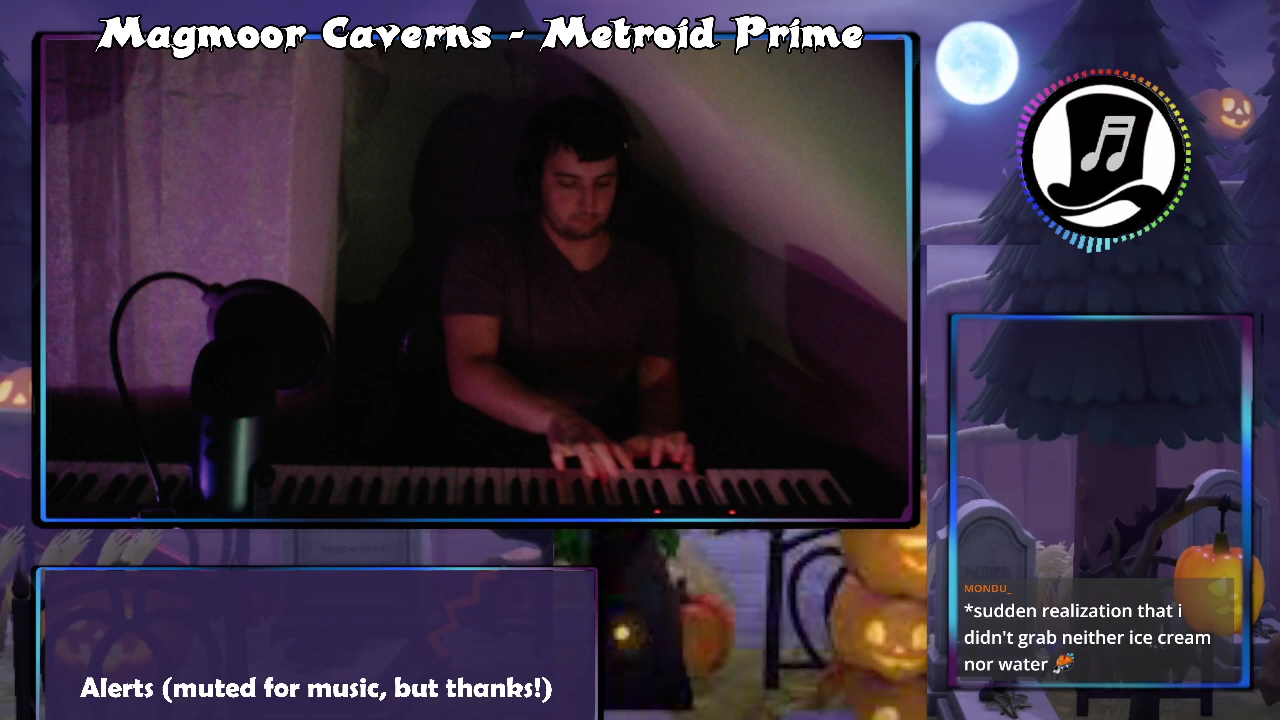 Magmoor Caverns - Metroid Prime
MONDU_
*sudden realization that i
didn't grab neither ice cream
nor water
Alerts (muted for music, but thanks!)